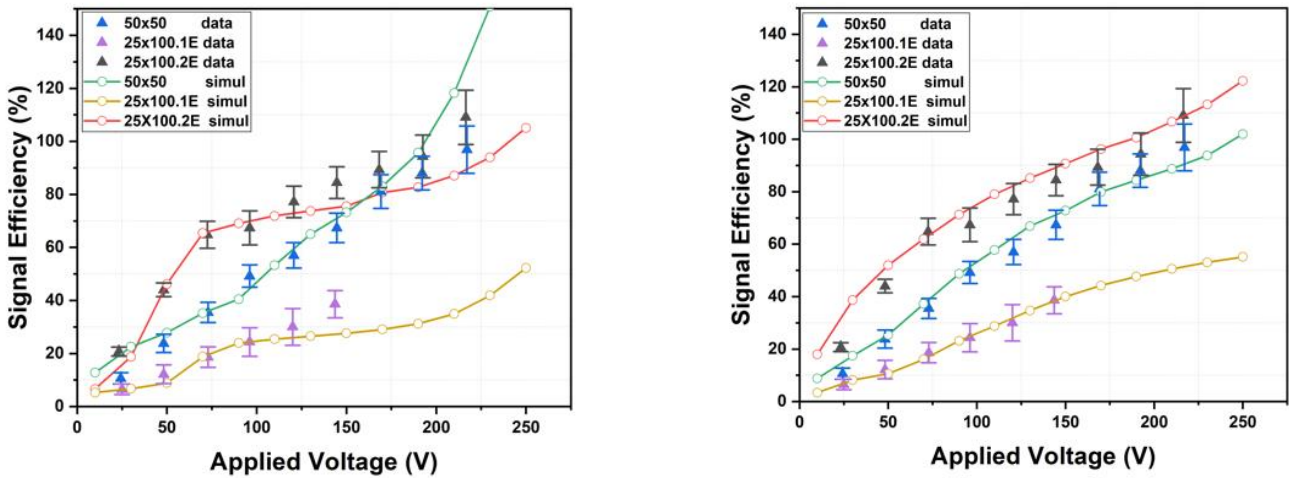 140
120
100
80
60
40
20
0
Signal Efficiency (%)
50x50 data
25x100.1E data
25x100.2E data
50x50 simul
25x100.1E simul
25X100.2E simul
0 50 100 150 200 250
Applied Voltage (V)
140
120
100
80
60
40
20
0
Signal Efficiency (%)
50x50 data
25x100.1E data
25x100.2E data
50x50 simul
25x100.1E simul
25X100.2E simul
0 50 100 150 200 250
Applied Voltage (V)